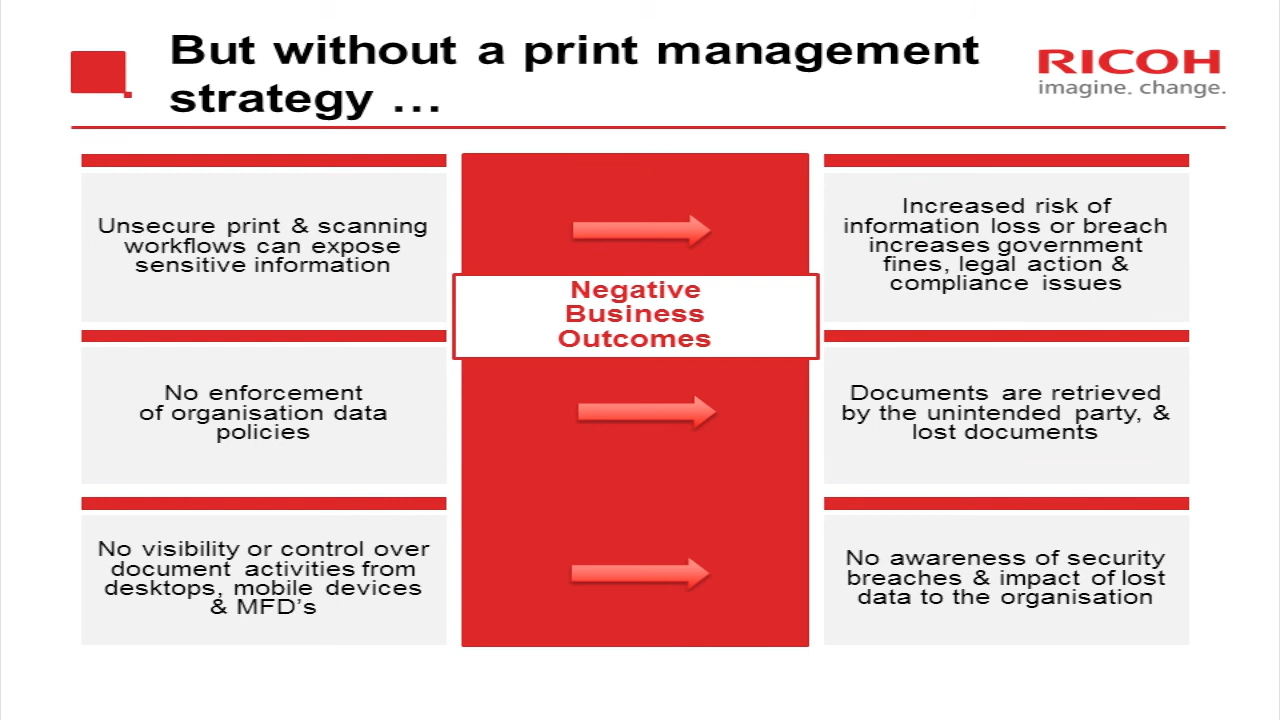 But without a print management
strategy …
RICOH
imagine. change.
Unsecure print & scanning
workflows can expose
sensitive information
Negative
Business
Outcomes
Increased risk of
information loss or breach
increases government
fines, legal action &
compliance issues
No enforcement
of organisation data
policies
Documents are retrieved
by the unintended party, &
lost documents
No visibility or control over
document activities from
desktops, mobile devices
& MFD’s
No awareness of security
breaches & impact of lost
data to the organisation